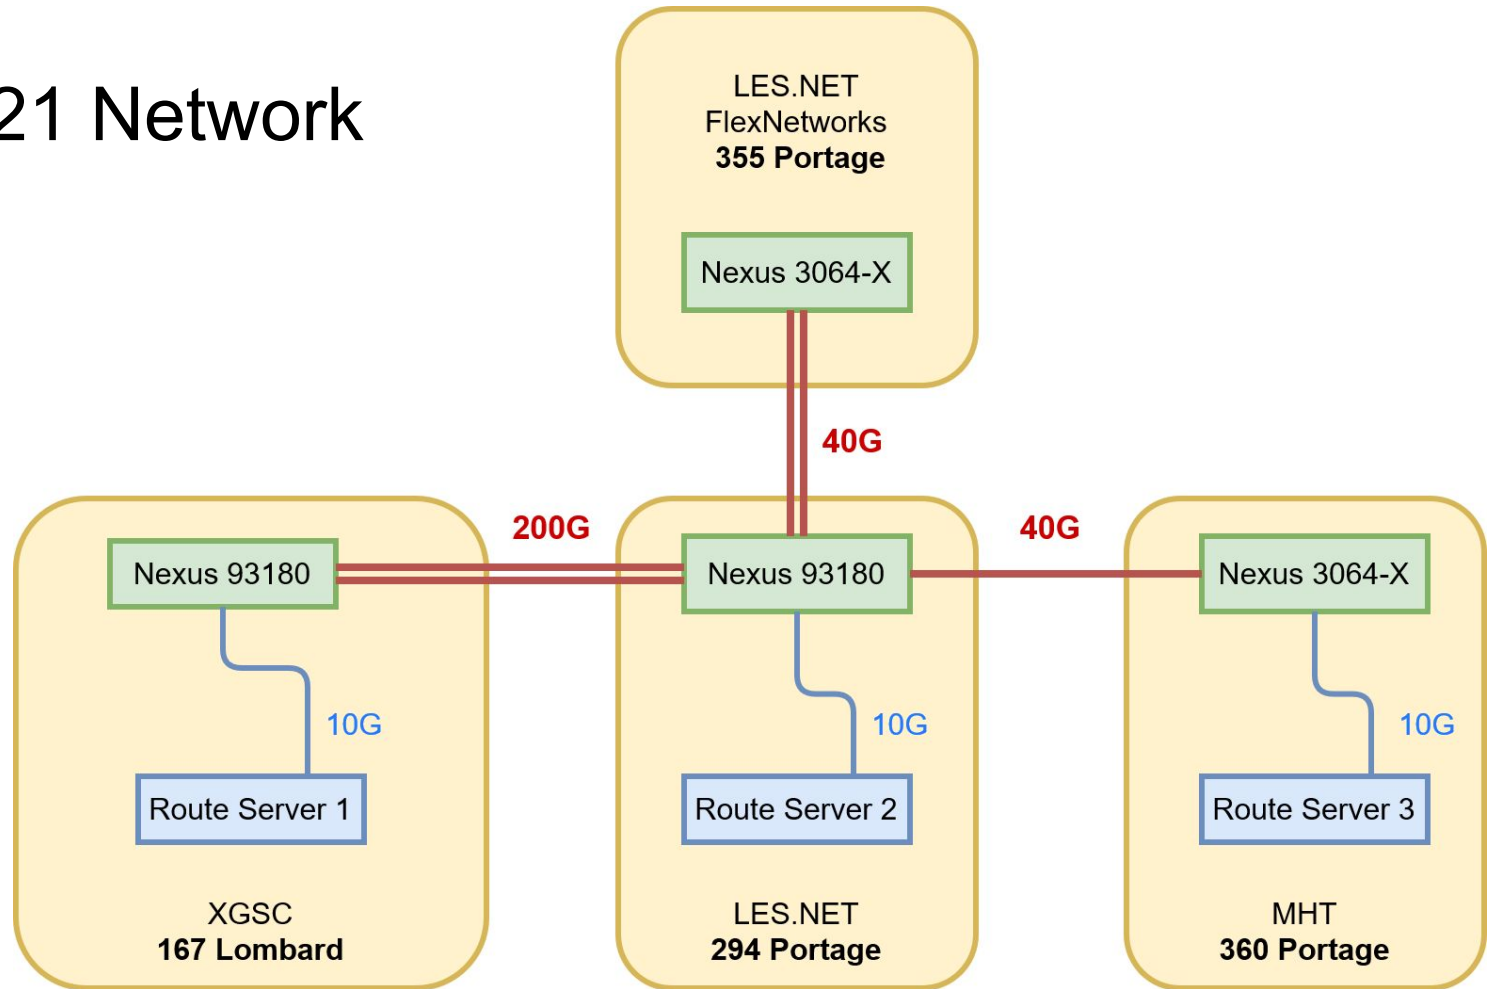 21 Network
LES.NET
FlexNetworks
355 Portage
Nexus 3064-X
40G
200G
40G
Nexus 93180
Nexus 93180
Nexus 3064-X
10G
10G
10G
Route Server 1
Route Server 2
Route Server 3
XGSC
167 Lombard
LES.NET
294 Portage
MHT
360 Portage